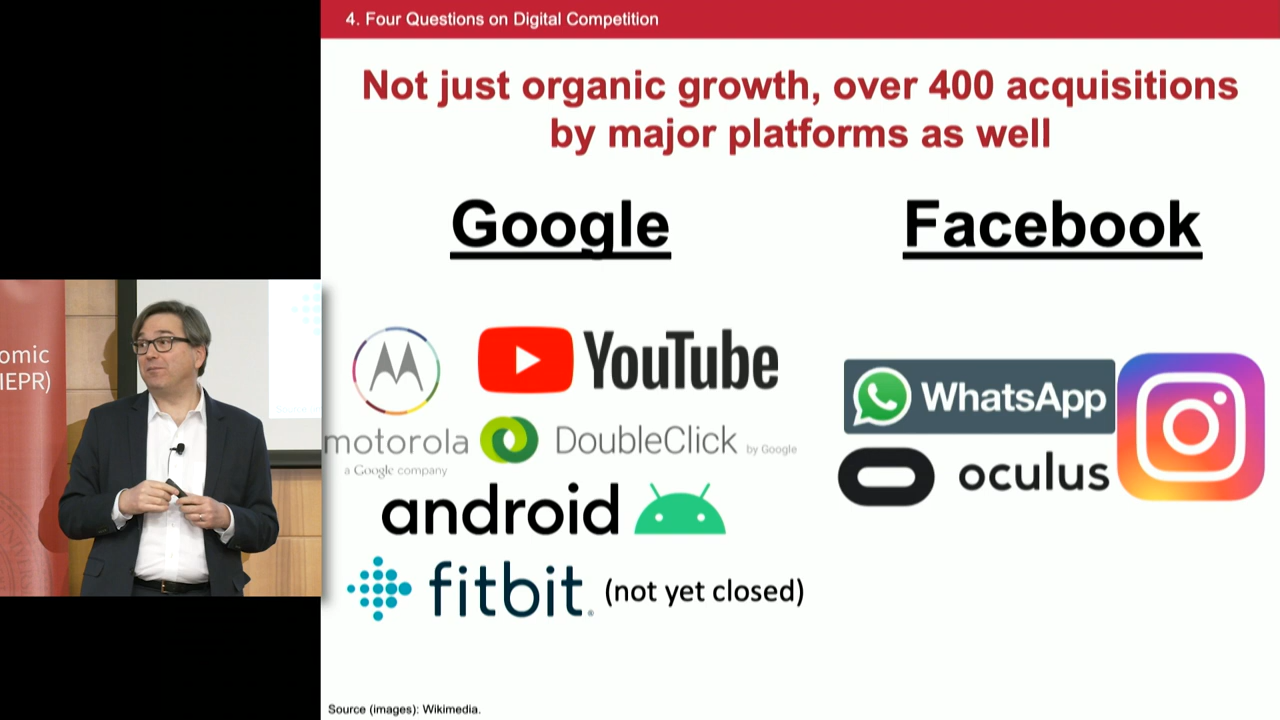 4. Four Questions on Digital Competition
Not just organic growth, over 400 acquisitions
by major platforms as well
Google
Facebook
YouTube
motorola
a Google company
DoubleClick by Google
android
fitbit
(not yet closed)
WhatsApp
oculus
omic
IEPR)
Source (images): Wikimedia.